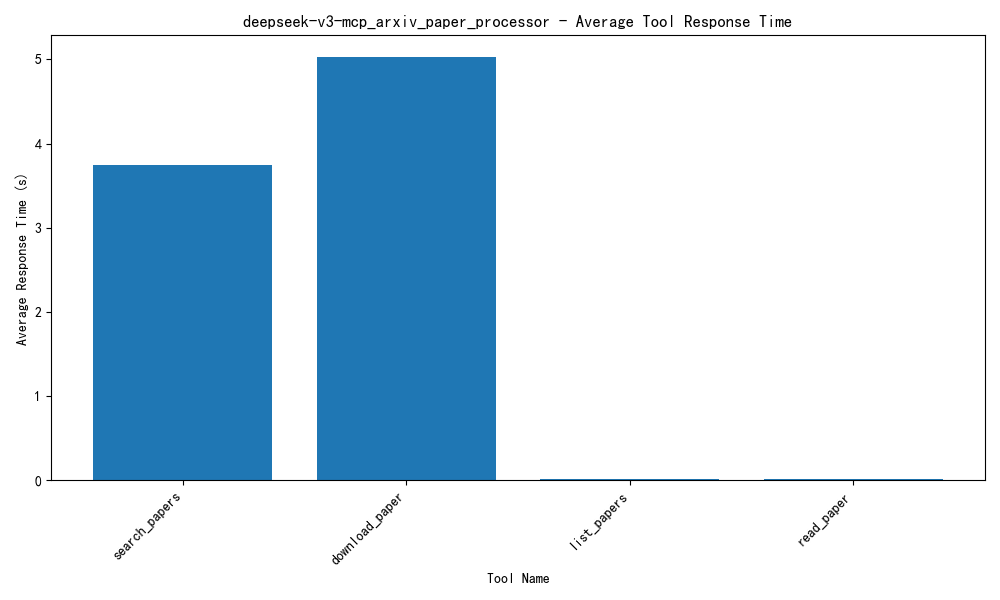 deepseek-v3-mcp_arxiv_paper_processor - Average Tool Response Time
Average Response Time (s)
5
4
3
2
1
0
search_papers
download_paper
list_papers
read_paper
Tool Name